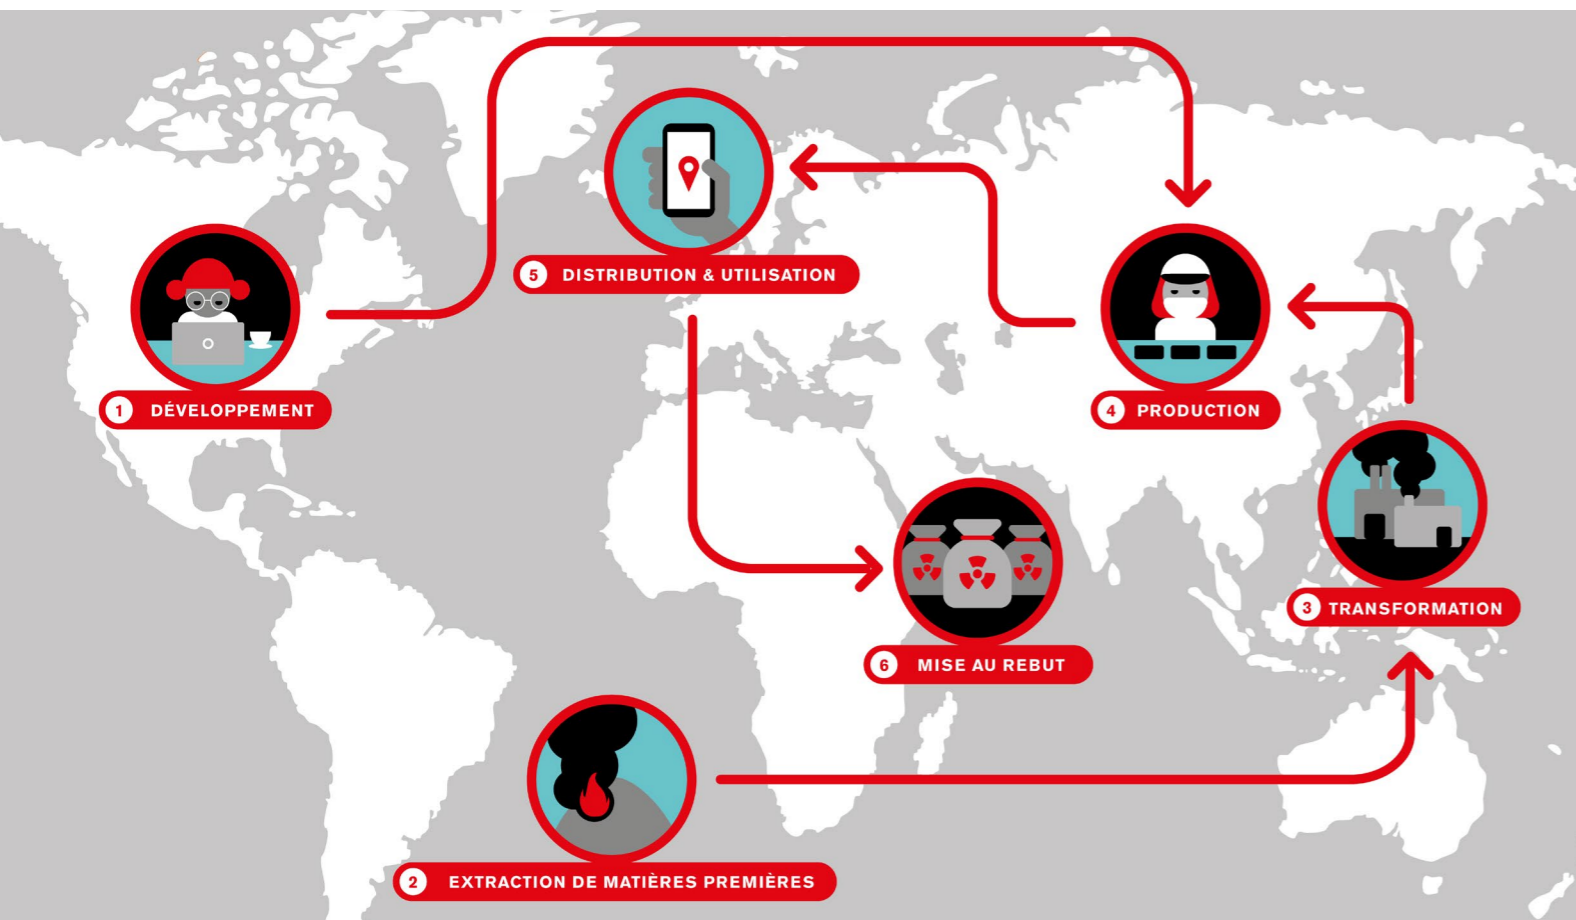 1 DÉVELOPPEMENT
2 EXTRACTION DE MATIÈRES PREMIÈRES
3 TRANSFORMATION
4 PRODUCTION
5 DISTRIBUTION & UTILISATION
6 MISE AU REBUT